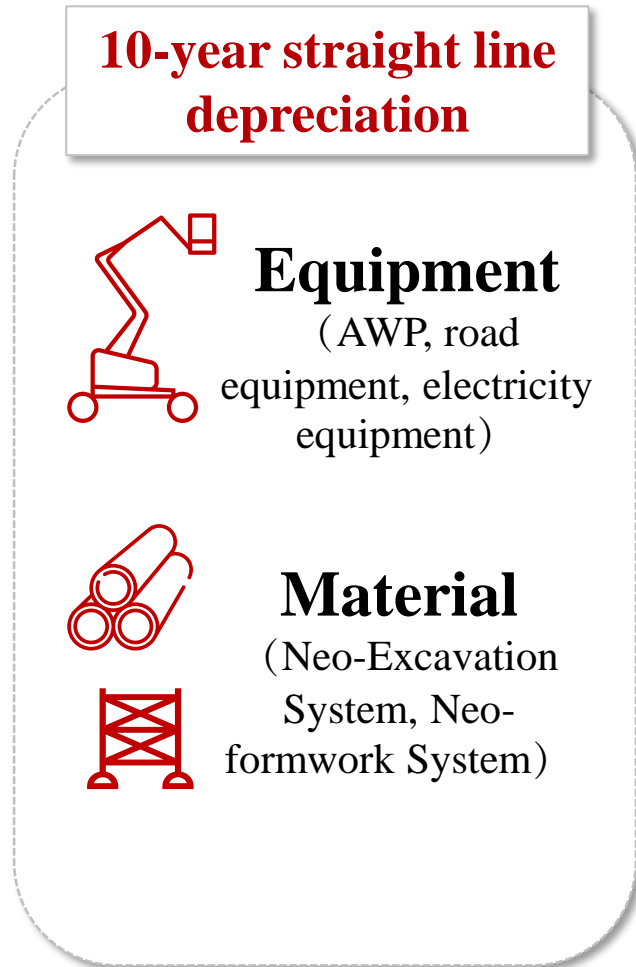 10-year straight line
depreciation
Equipment
（AWP, road
equipment, electricity
equipment）
Material
（Neo-Excavation
System, Neo-
formwork System）